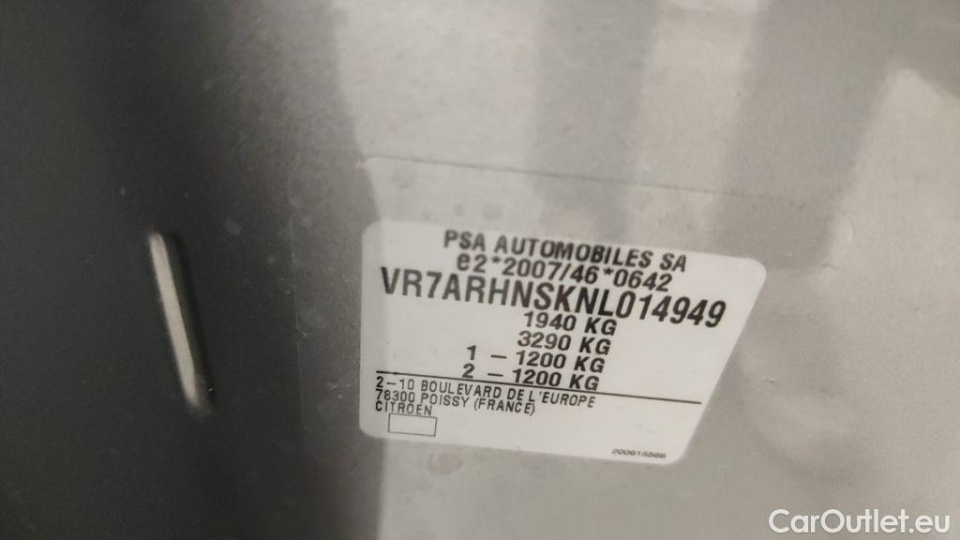 PSA AUTOMOBILES SA
e2*2007/46*0642
VR7ARHNSKNL014949
1940 KG
3290 KG
1 - 1200 KG
2 - 1200 KG
2-10 BOULEVARD DE L'EUROPE
78300 POISSY (FRANCE)
CITROEN
CarOutlet.eu